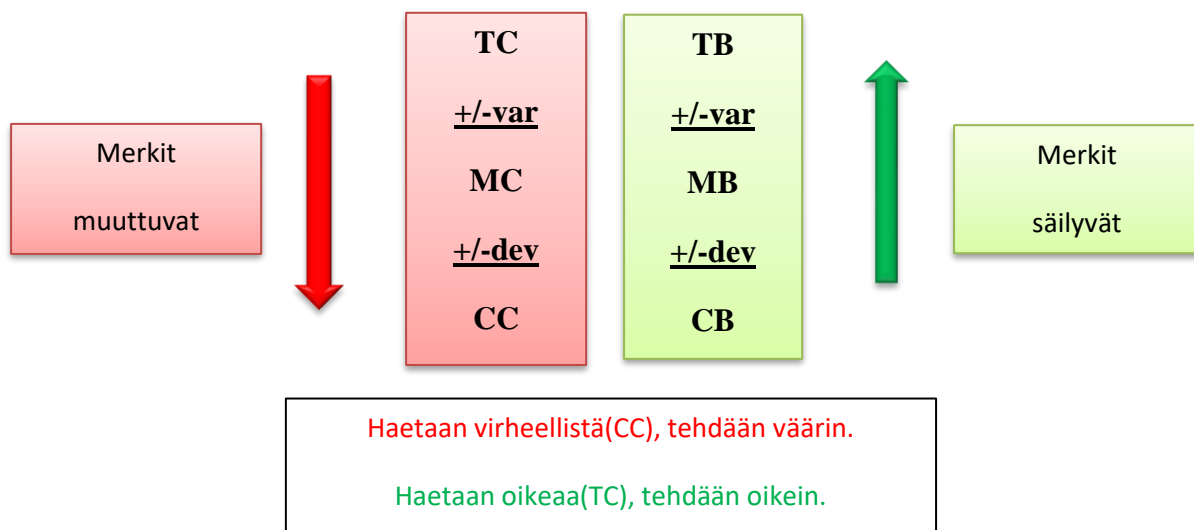 Merkit
muuttuvat
TC
+/-var
MC
+/-dev
CC
TB
+/-var
MB
+/-dev
CB
Merkit
säilyvät
Haetaan virheellistä(CC), tehdään väärin.
Haetaan oikeaa(TC), tehdään oikein.